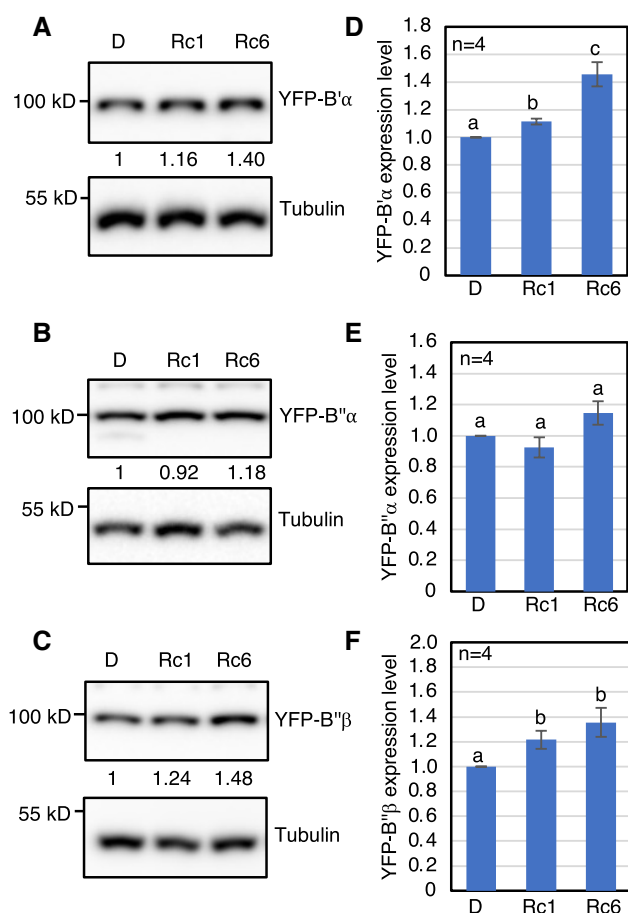 A
D Rc1 Rc6
100 kD
YFP-B'α
1 1.16 1.40
55 kD
Tubulin
D
n=4
YFP-B'α expression level
1.8
1.6
1.4
1.2
1.0
0.8
0.6
0.4
0.2
0
a b c
D Rc1 Rc6
B
D Rc1 Rc6
100 kD
YFP-B"α
1 0.92 1.18
55 kD
Tubulin
E
n=4
YFP-B"α expression level
1.6
1.4
1.2
1.0
0.8
0.6
0.4
0.2
0
a a a
D Rc1 Rc6
C
D Rc1 Rc6
100 kD
YFP-B"β
1 1.24 1.48
55 kD
Tubulin
F
n=4
YFP-B"β expression level
2.0
1.8
1.6
1.4
1.2
1.0
0.8
0.6
0.4
0.2
0
a b b
D Rc1 Rc6